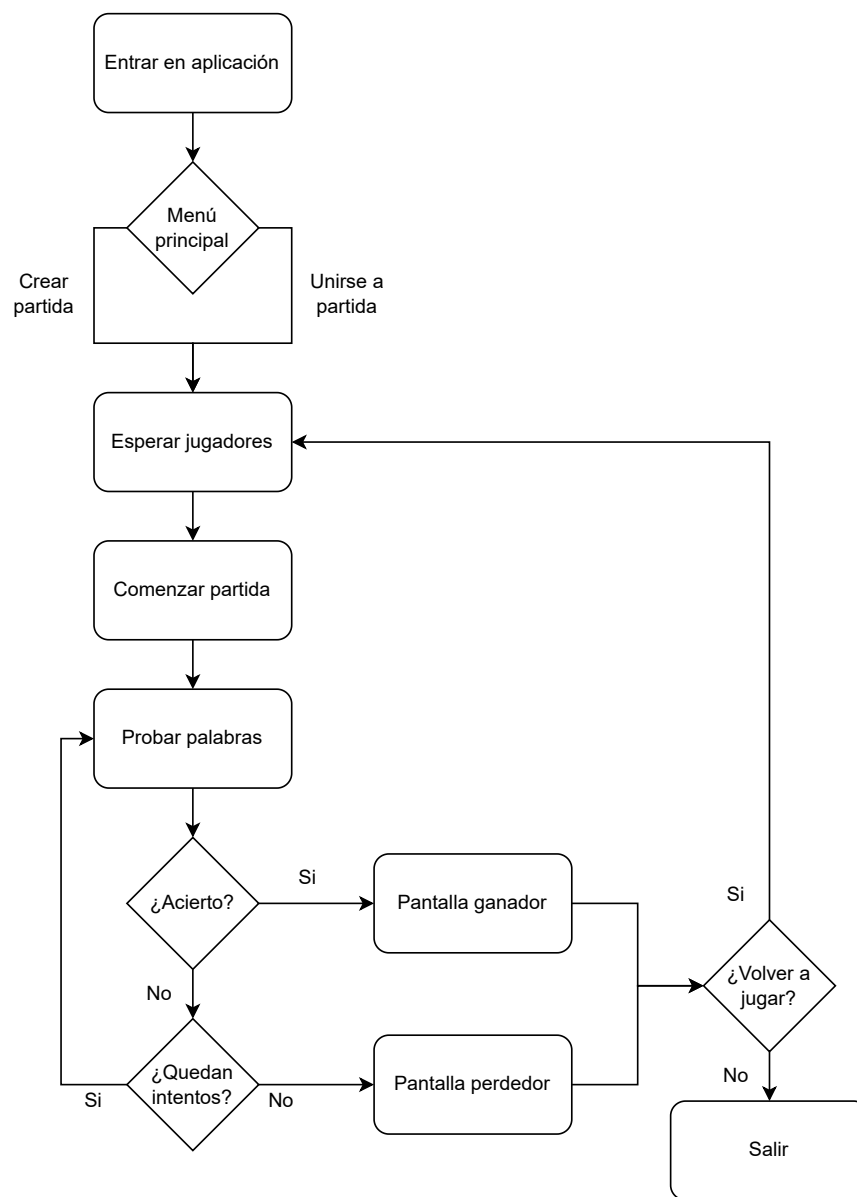 Entrar en aplicación
Menú
principal
Crear
partida
Unirse a
partida
Esperar jugadores
Comenzar partida
Probar palabras
¿Acierto?
Si
Pantalla ganador
Si
¿Volver a
jugar?
No
¿Quedan
intentos?
Si
No
Pantalla perdedor
No
Salir